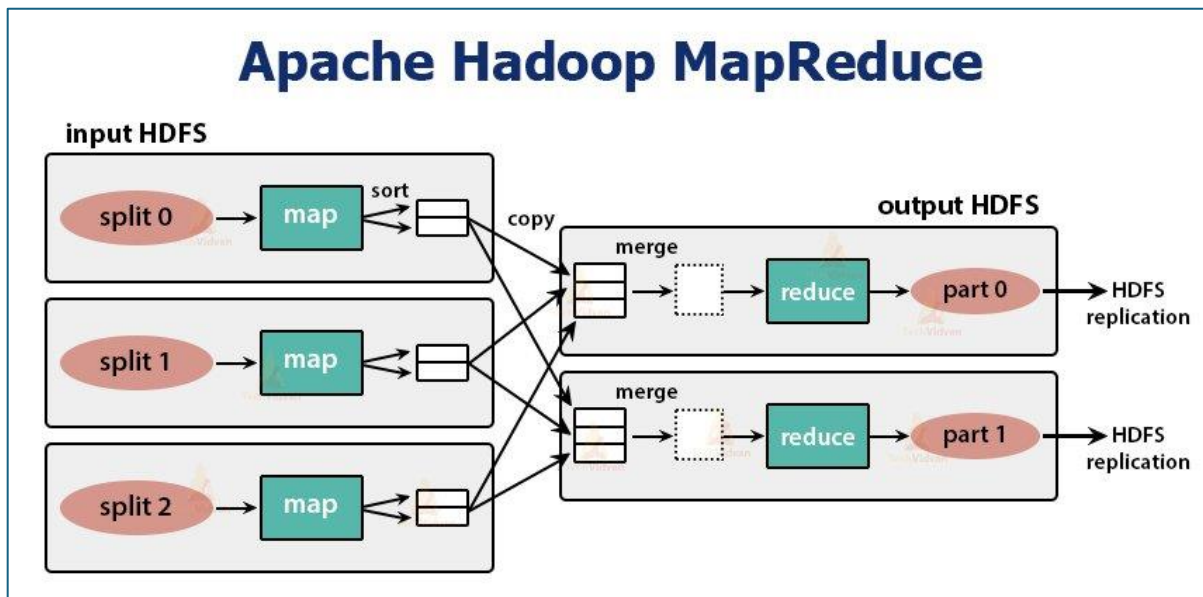 Apache Hadoop MapReduce
input HDFS
split 0
map
sort
copy
output HDFS
merge
reduce
part 0
HDFS
replication
split 1
map
merge
reduce
part 1
HDFS
replication
split 2
map
TechVidvan